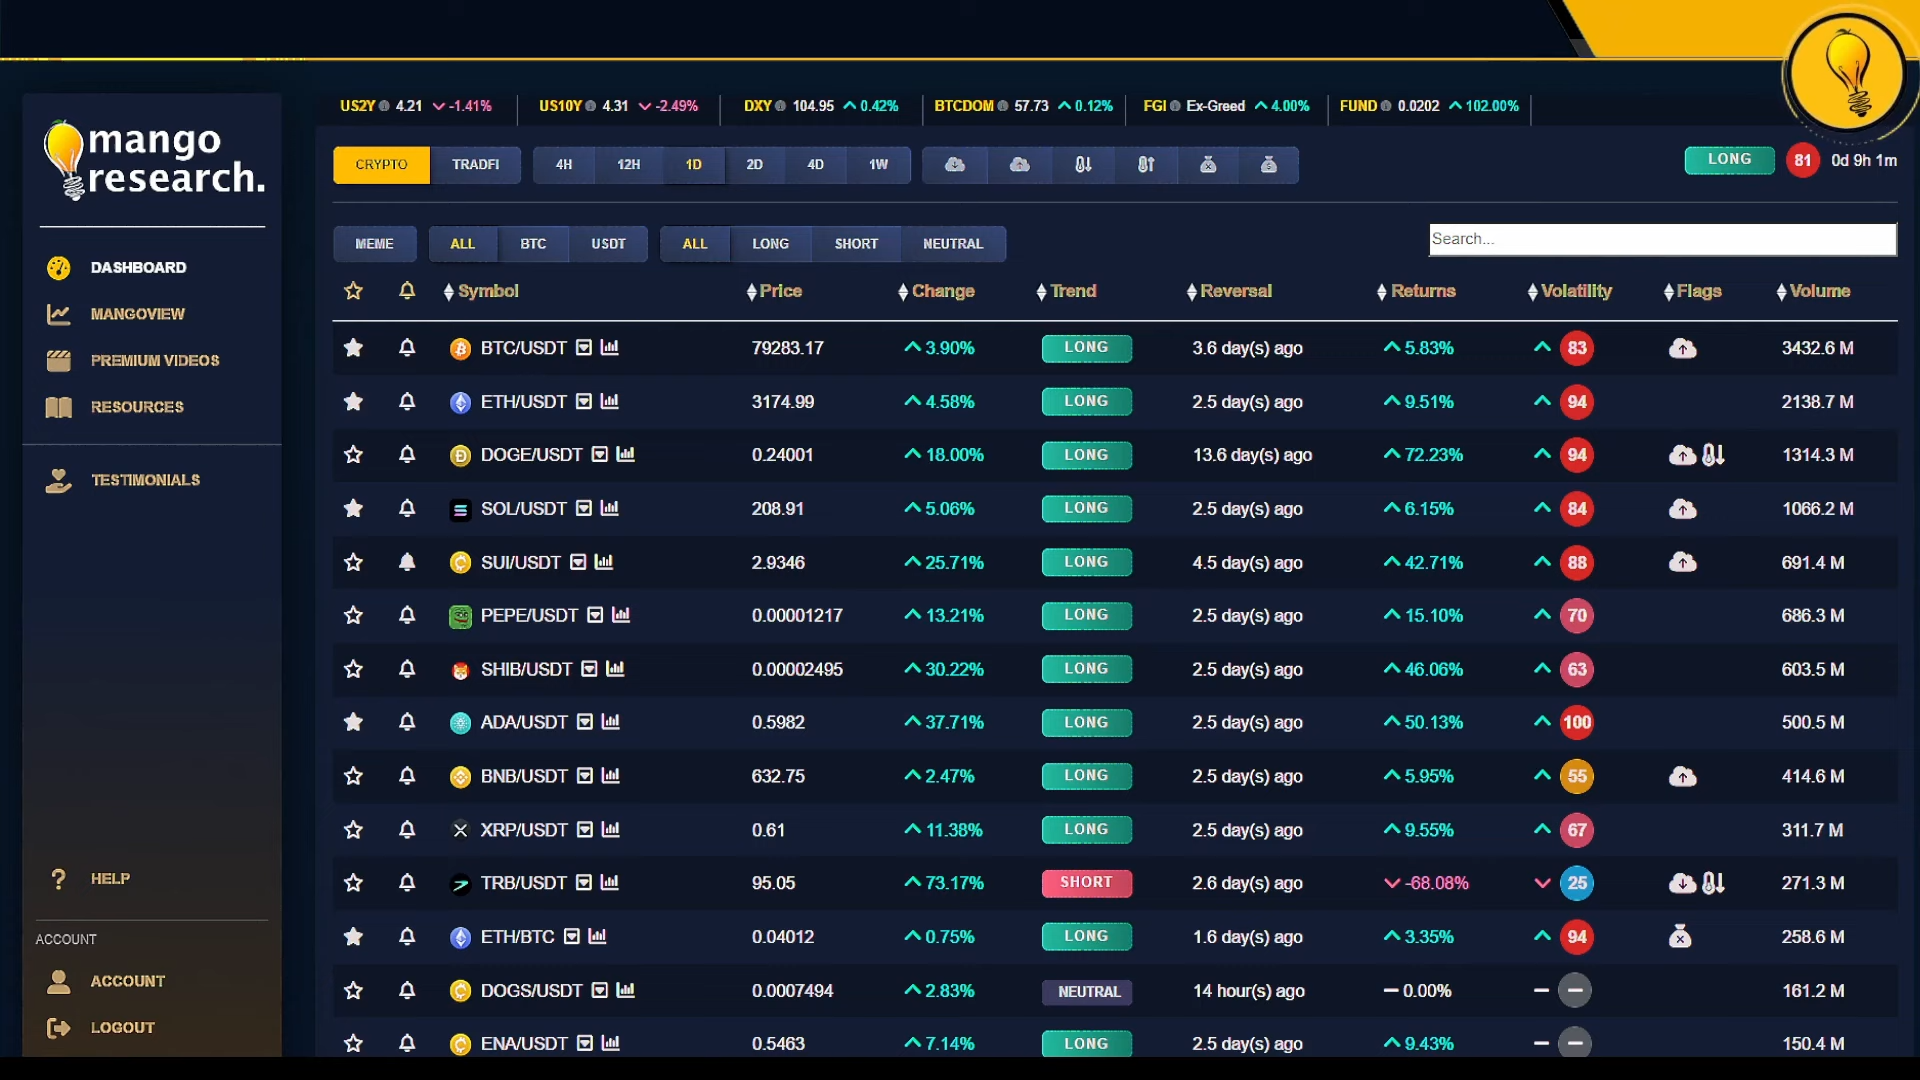 US2Y 4.21 -1.41% US10Y 4.31 -2.49% DXY 104.95 0.42% BTCDOM 57.73 0.12% FGI Ex-Greed 4.00% FUND 0.0202 102.00%
mango
research.
CRYPTO TRADFI 4H 12H 1D 2D 4D 1W LONG 81 0d 9h 1m
MEME ALL BTC USDT ALL LONG SHORT NEUTRAL Search...
DASHBOARD
MANGOVIEW
PREMIUM VIDEOS
RESOURCES
TESTIMONIALS
HELP
ACCOUNT
ACCOUNT
LOGOUT
Symbol Price Change Trend Reversal Returns Volatility Flags Volume
BTC/USDT 79283.17 3.90% LONG 3.6 day(s) ago 5.83% 83 3432.6 M
ETH/USDT 3174.99 4.58% LONG 2.5 day(s) ago 9.51% 94 2138.7 M
DOGE/USDT 0.24001 18.00% LONG 13.6 day(s) ago 72.23% 94 1314.3 M
SOL/USDT 208.91 5.06% LONG 2.5 day(s) ago 6.15% 84 1066.2 M
SUI/USDT 2.9346 25.71% LONG 4.5 day(s) ago 42.71% 88 691.4 M
PEPE/USDT 0.00001217 13.21% LONG 2.5 day(s) ago 15.10% 70 686.3 M
SHIB/USDT 0.00002495 30.22% LONG 2.5 day(s) ago 46.06% 63 603.5 M
ADA/USDT 0.5982 37.71% LONG 2.5 day(s) ago 50.13% 100 500.5 M
BNB/USDT 632.75 2.47% LONG 2.5 day(s) ago 5.95% 55 414.6 M
XRP/USDT 0.61 11.38% LONG 2.5 day(s) ago 9.55% 67 311.7 M
TRB/USDT 95.05 73.17% SHORT 2.6 day(s) ago -68.08% 25 271.3 M
ETH/BTC 0.04012 0.75% LONG 1.6 day(s) ago 3.35% 94 258.6 M
DOGS/USDT 0.0007494 2.83% NEUTRAL 14 hour(s) ago 0.00% 161.2 M
ENA/USDT 0.5463 7.14% LONG 2.5 day(s) ago 9.43% 150.4 M